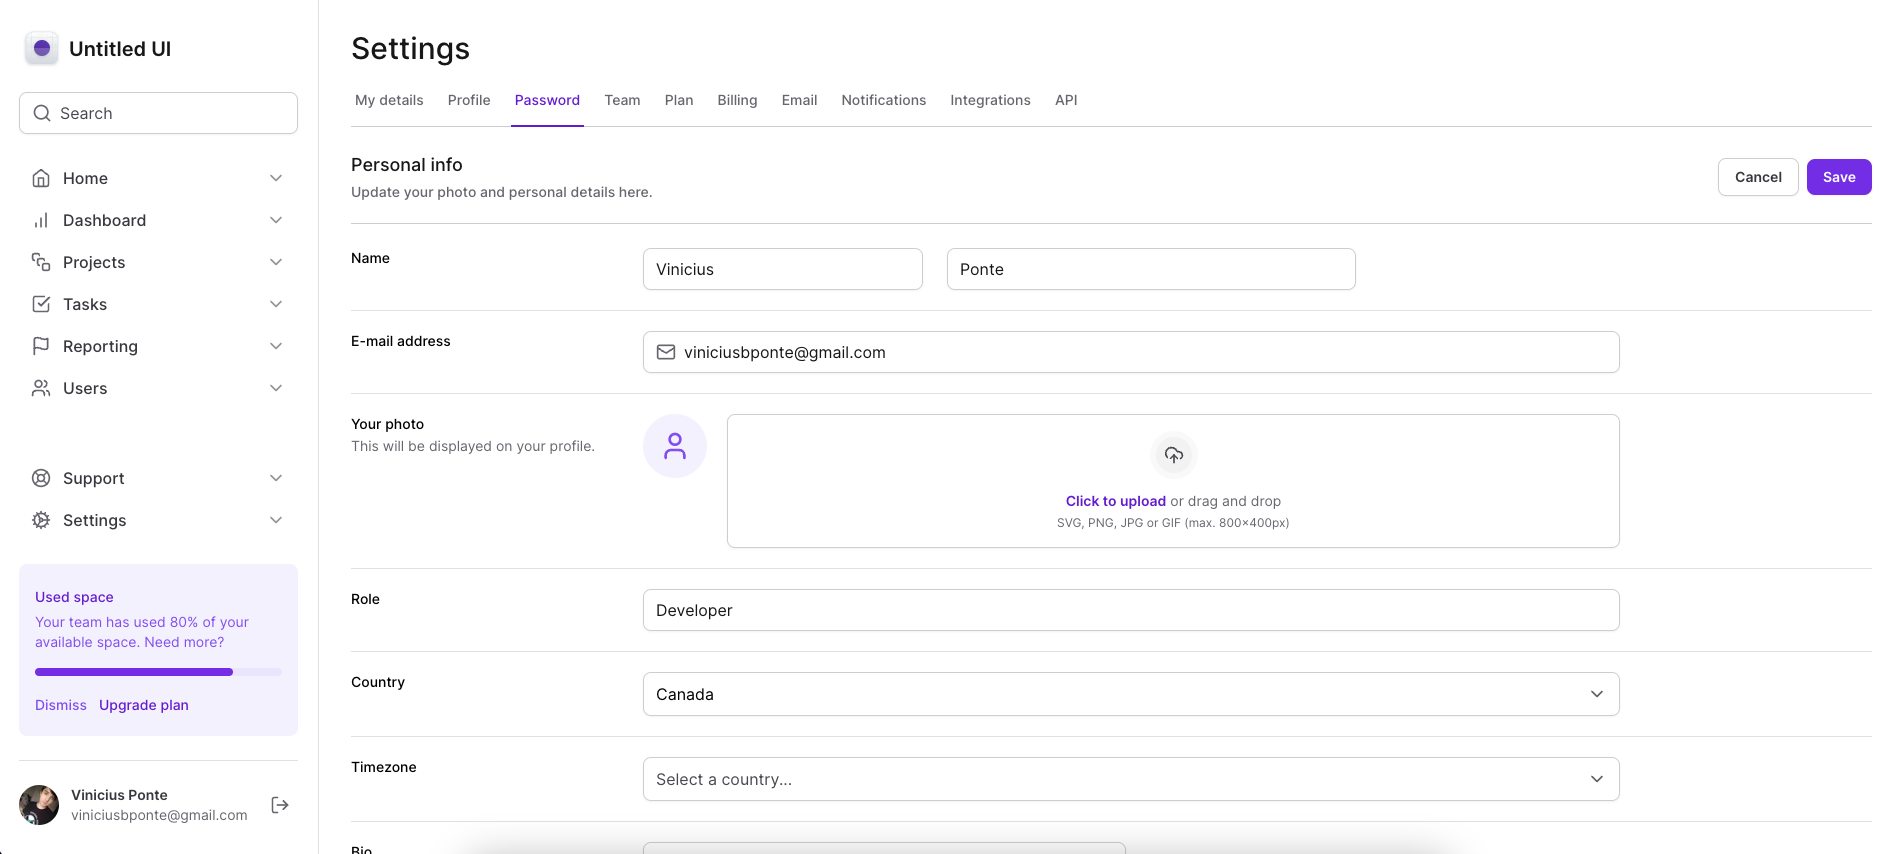 Untitled UI
Search
Home
Dashboard
Projects
Tasks
Reporting
Users
Support
Settings
Used space
Your team has used 80% of your
available space. Need more?
Dismiss Upgrade plan
Vinicius Ponte
viniciusbponte@gmail.com
Settings
My details Profile Password Team Plan Billing Email Notifications Integrations API
Personal info
Update your photo and personal details here.
Cancel Save
Name
Vinicius Ponte
E-mail address
viniciusbponte@gmail.com
Your photo
This will be displayed on your profile.
Click to upload or drag and drop
SVG, PNG, JPG or GIF (max. 800×400px)
Role
Developer
Country
Canada
Timezone
Select a country...
Bio